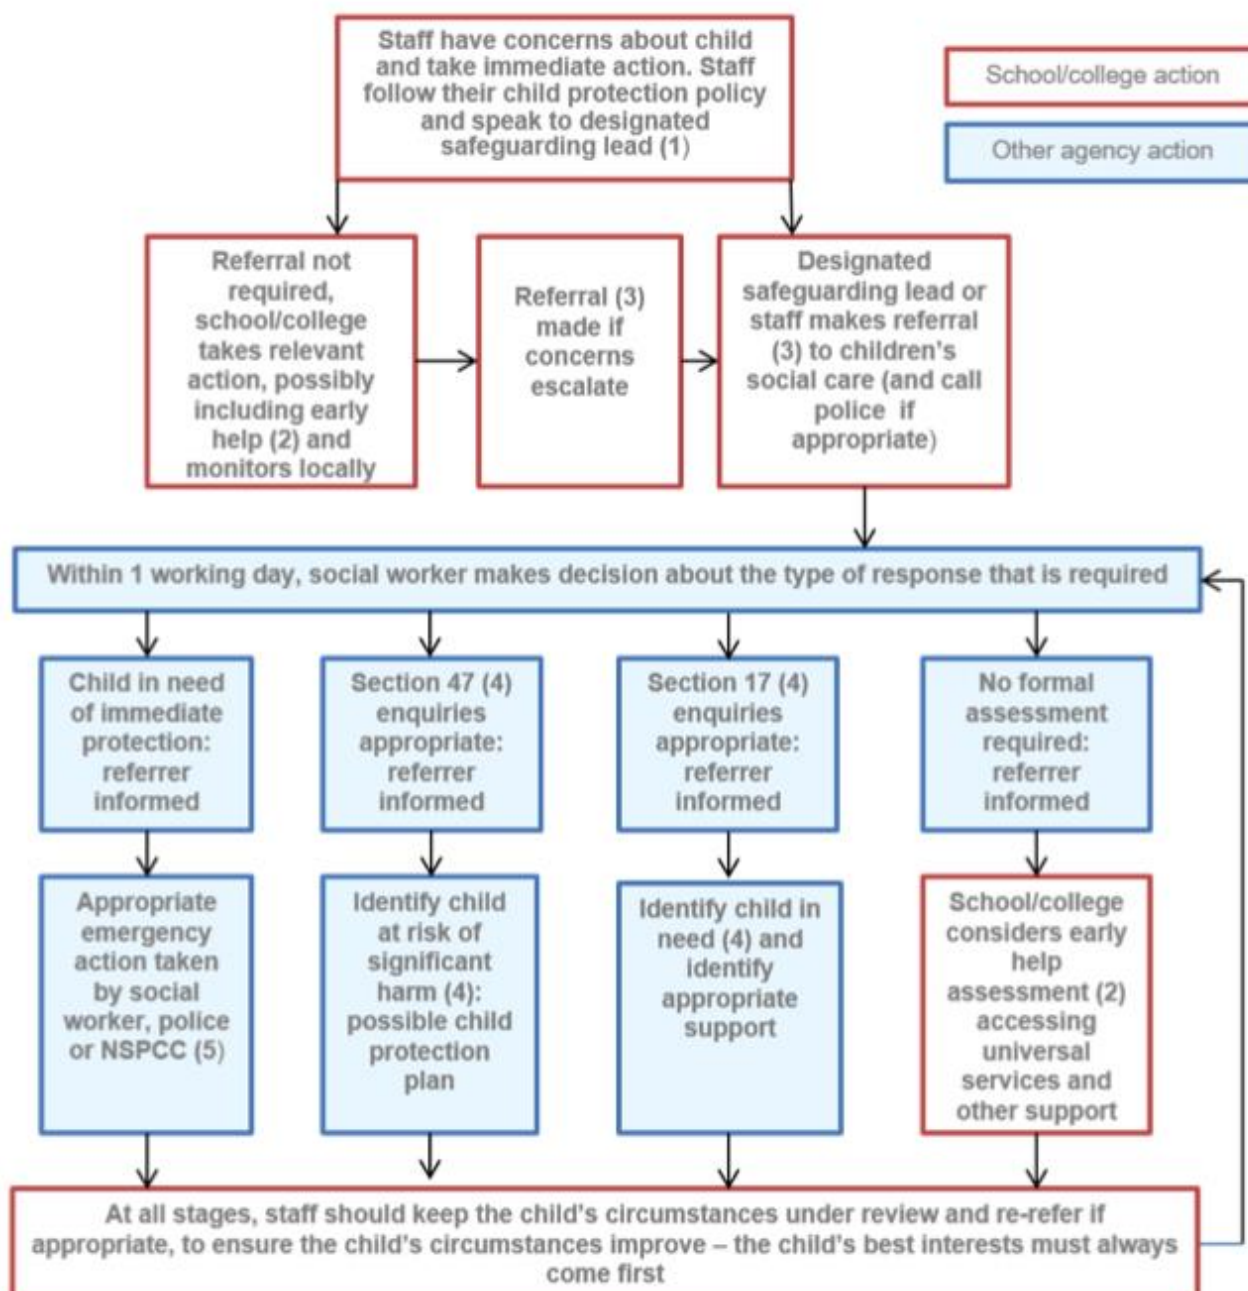 Staff have concerns about child
and take immediate action. Staff
follow their child protection policy
and speak to designated
safeguarding lead (1)
School/college action
Other agency action
Referral not
required,
school/college
takes relevant
action, possibly
including early
help (2) and
monitors locally
Referral (3)
made if
concerns
escalate
Designated
safeguarding lead or
staff makes referral
(3) to children's
social care (and call
police if
appropriate)
Within 1 working day, social worker makes decision about the type of response that is required
Child in need
of immediate
protection:
referrer
informed
Section 47 (4)
enquiries
appropriate:
referrer
informed
Section 17 (4)
enquiries
appropriate:
referrer
informed
No formal
assessment
required:
referrer
informed
Appropriate
emergency
action taken
by social
worker, police
or NSPCC (5)
Identify child
at risk of
significant
harm (4):
possible child
protection
plan
Identify child in
need (4) and
identify
appropriate
support
School/college
considers early
help
assessment (2)
accessing
universal
services and
other support
At all stages, staff should keep the child's circumstances under review and re-refer if
appropriate, to ensure the child's circumstances improve – the child's best interests must always
come first